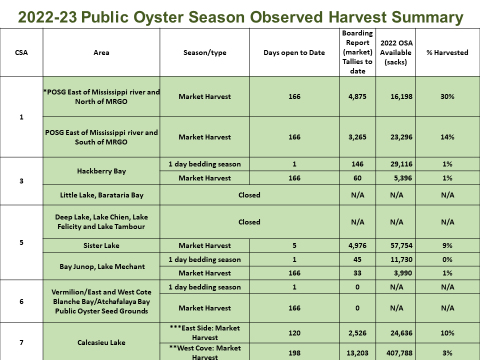 2022-23 Public Oyster Season Observed Harvest Summary
CSA Area Season/type Days open to Date Boarding Report (market) Tallies to date 2022 OSA Available (sacks) % Harvested
1
*POSG East of Mississippi river and North of MRGO Market Harvest 166 4,875 16,198 30%
POSG East of Mississippi river and South of MRGO Market Harvest 166 3,265 23,296 14%
3
Hackberry Bay
1 day bedding season 1 146 29,116 1%
Market Harvest 166 60 5,396 1%
Little Lake, Barataria Bay Closed N/A N/A N/A
5
Deep Lake, Lake Chien, Lake Felicity and Lake Tambour Closed N/A N/A N/A
Sister Lake Market Harvest 5 4,976 57,754 9%
Bay Junop, Lake Mechant
1 day bedding season 1 45 11,730 0%
Market Harvest 166 33 3,990 1%
6
Vermilion/East and West Cote Blanche Bay/Atchafalaya Bay Public Oyster Seed Grounds
1 day bedding season 1 0 N/A N/A
Market Harvest 166 0 N/A N/A
7
Calcasieu Lake
***East Side: Market Harvest 120 2,526 24,636 10%
**West Cove: Market Harvest 198 13,203 407,788 3%